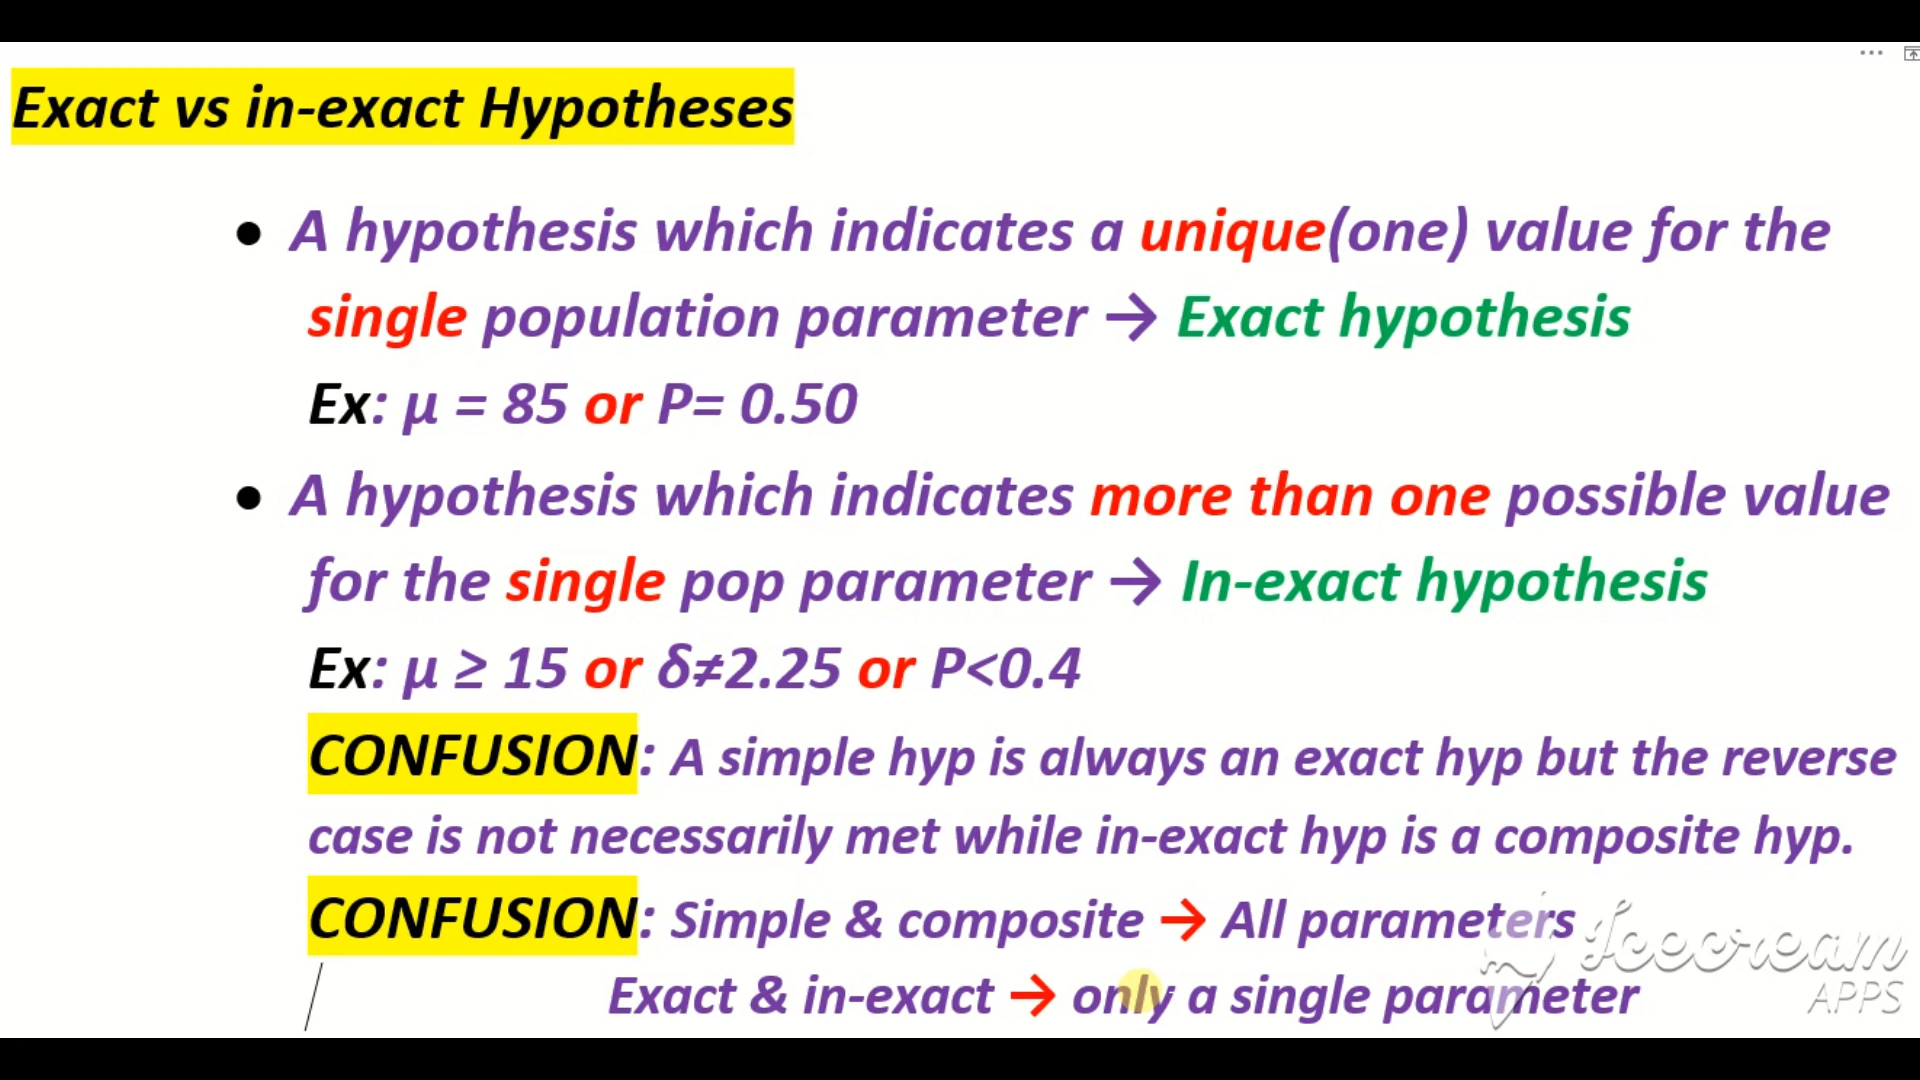 Exact vs in-exact Hypotheses
• A hypothesis which indicates a unique(one) value for the
single population parameter → Exact hypothesis
Ex: μ = 85 or P= 0.50
• A hypothesis which indicates more than one possible value
for the single pop parameter → In-exact hypothesis
Ex: μ ≥ 15 or δ≠2.25 or P<0.4
CONFUSION: A simple hyp is always an exact hyp but the reverse
case is not necessarily met while in-exact hyp is a composite hyp.
CONFUSION: Simple & composite → All parameters
Exact & in-exact → only a single parameter
Icecream
APPS